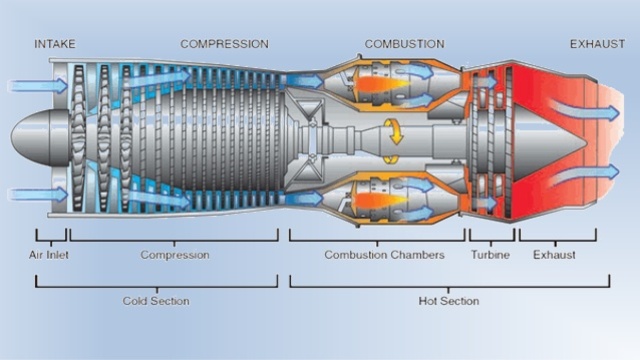 INTAKE COMPRESSION COMBUSTION EXHAUST
Air Inlet Compression Combustion Chambers Turbine Exhaust
Cold Section Hot Section